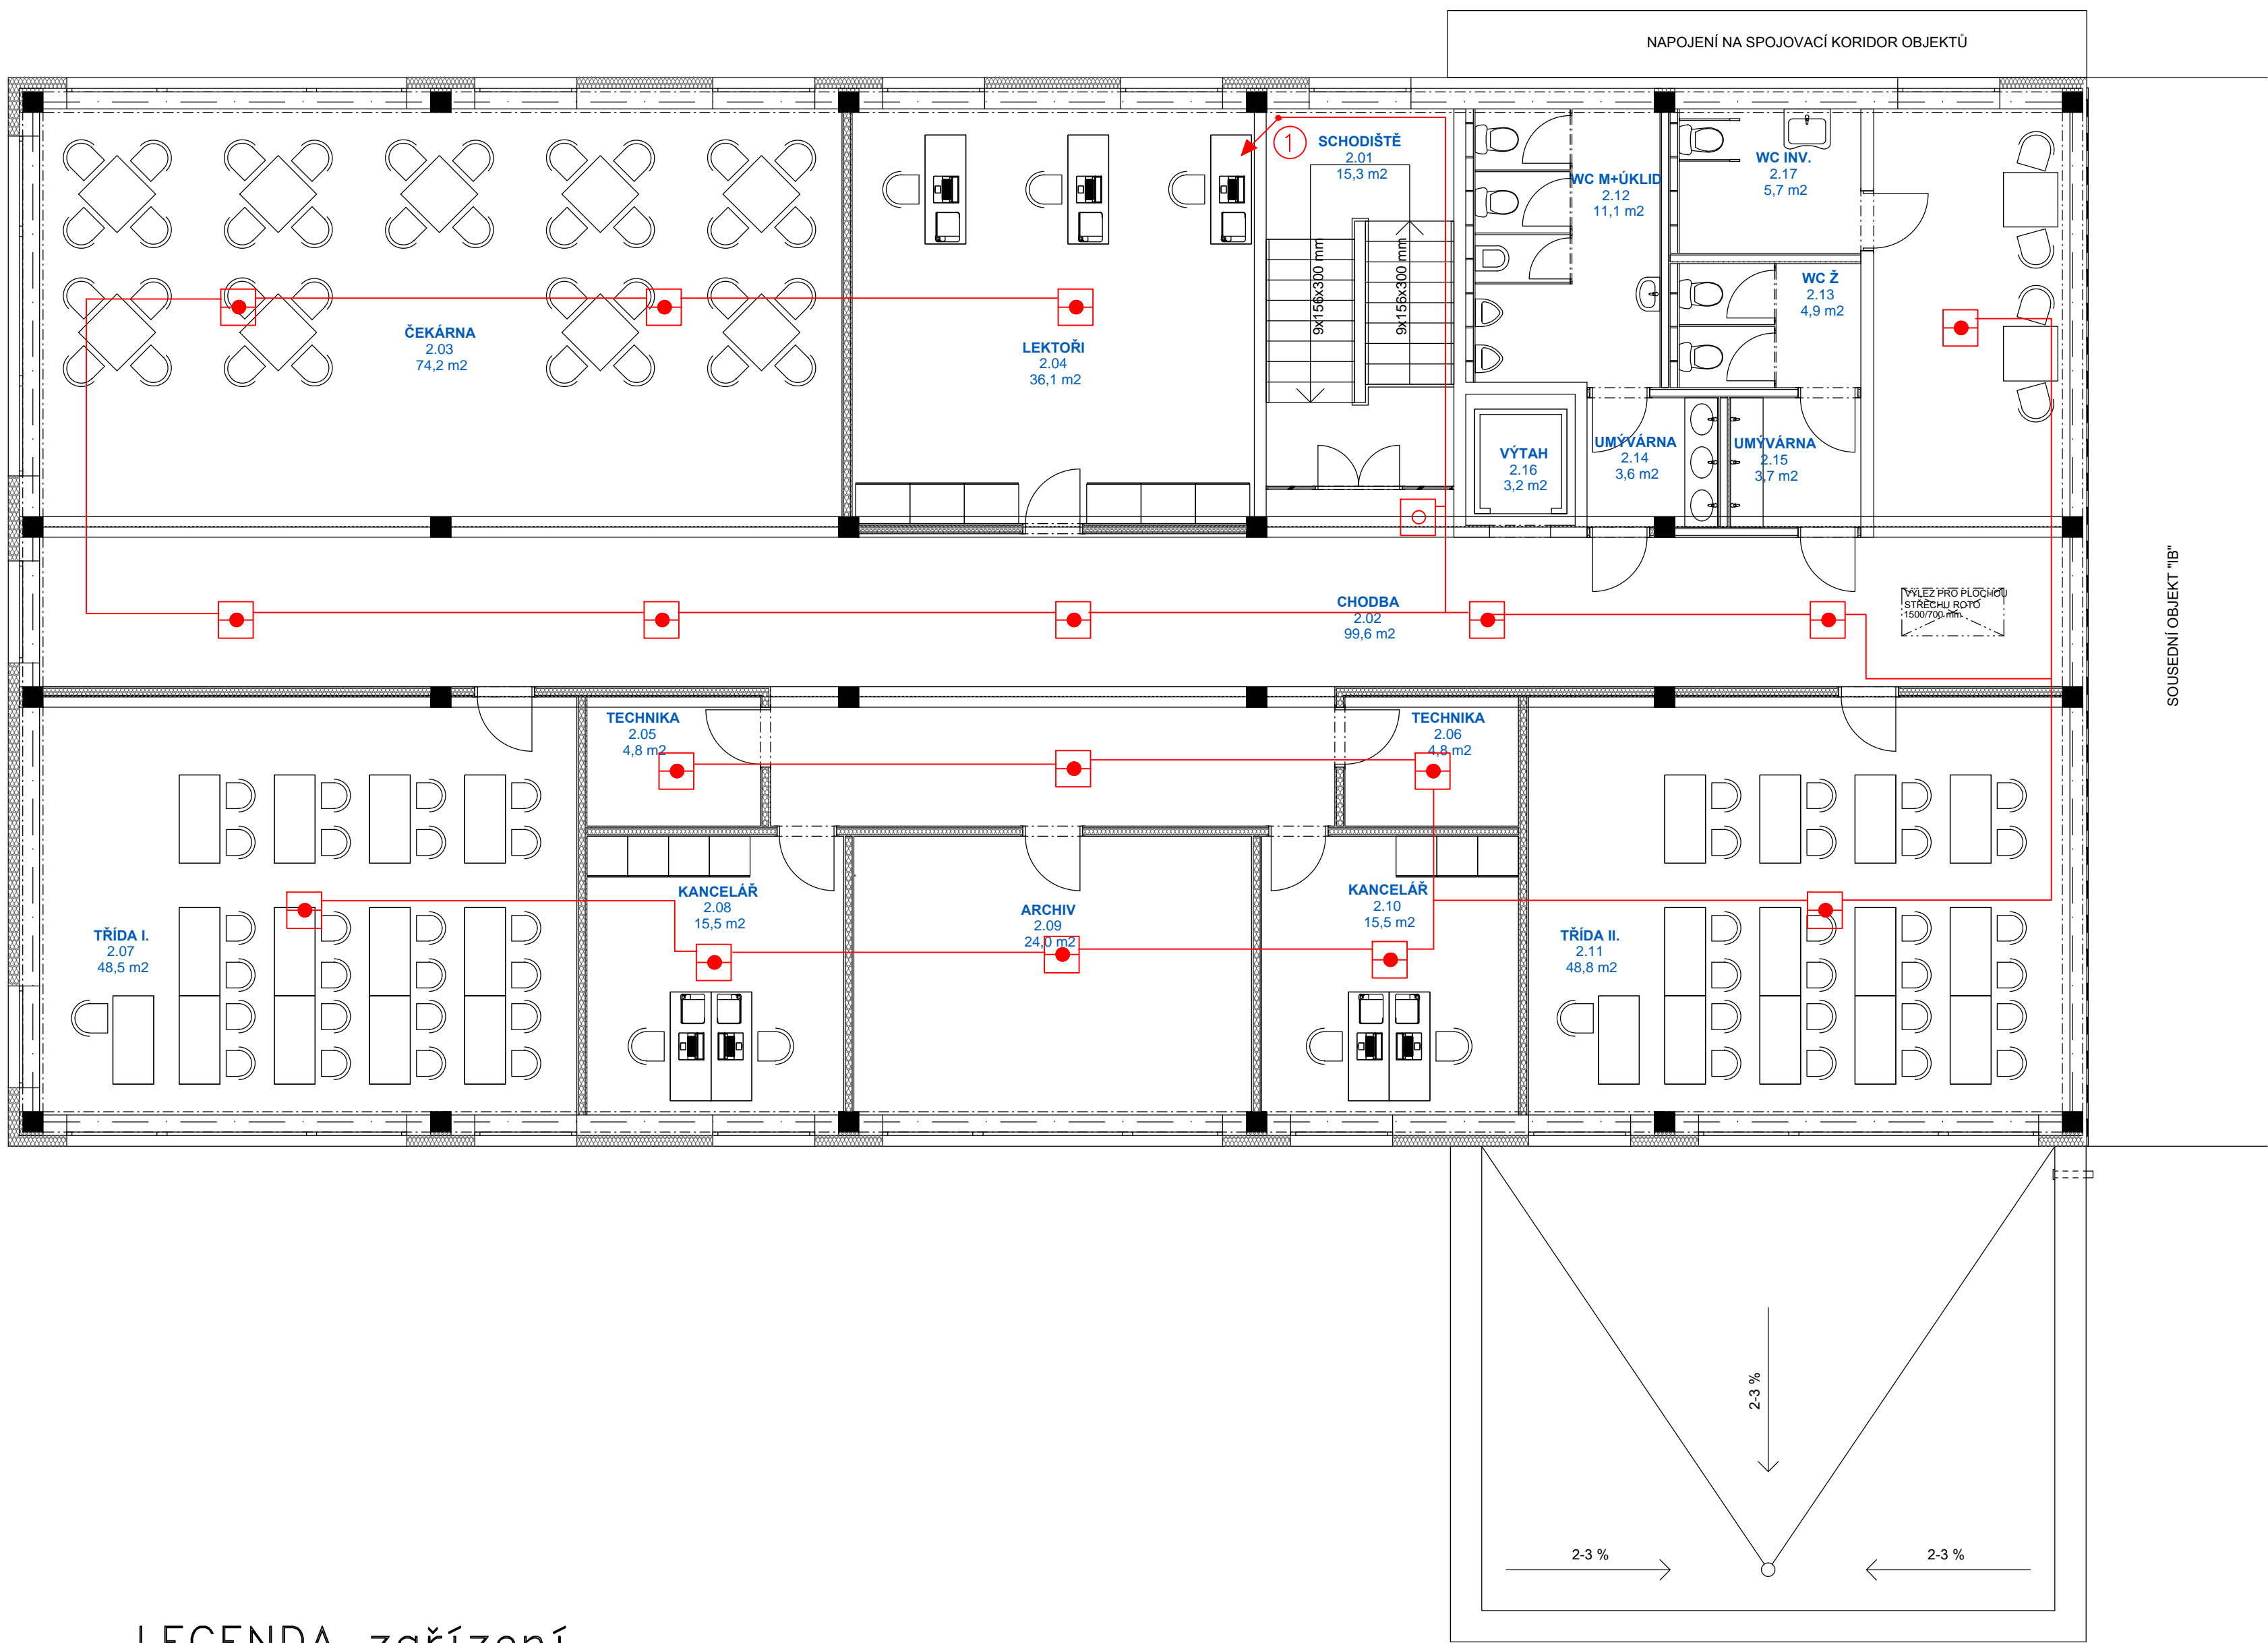 NAPOJENÍ NA SPOJOVACÍ KORIDOR OBJEKTŮ
1
SCHODIŠTĚ
2.01
15,3 m2
9x156x300 mm
9x156x300 mm
WC M+ÚKLID
2.12
11,1 m2
WC INV.
2.17
5,7 m2
WC Ž
2.13
4,9 m2
ČEKÁRNA
2.03
74,2 m2
LEKTOŘI
2.04
36,1 m2
VÝTAH
2.16
3,2 m2
UMÝVÁRNA
2.14
3,6 m2
UMÝVÁRNA
2.15
3,7 m2
CHODBA
2.02
99,6 m2
VÝLEZ PRO PLOCHOU
STŘECHU ROTO
1500/700 mm
SOUSEDNÍ OBJEKT "IB"
TECHNIKA
2.05
4,8 m2
TECHNIKA
2.06
4,8 m2
TŘÍDA I.
2.07
48,5 m2
KANCELÁŘ
2.08
15,5 m2
ARCHIV
2.09
24,0 m2
KANCELÁŘ
2.10
15,5 m2
TŘÍDA II.
2.11
48,8 m2
2-3 %
2-3 %
2-3 %
LEGENDA zařízení